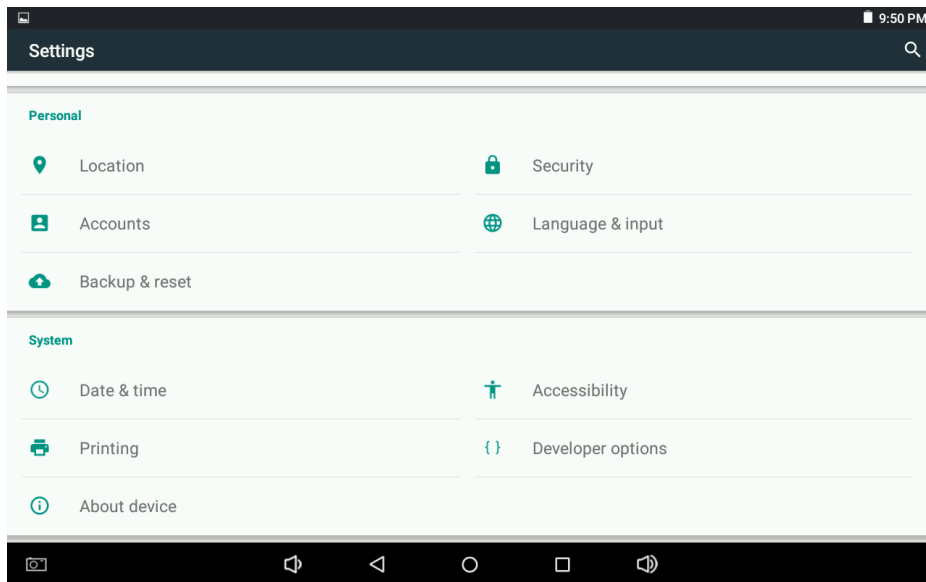 9:50 PM
Settings
Personal
Location
Security
Accounts
Language & input
Backup & reset
System
Date & time
Accessibility
Printing
{ } Developer options
About device